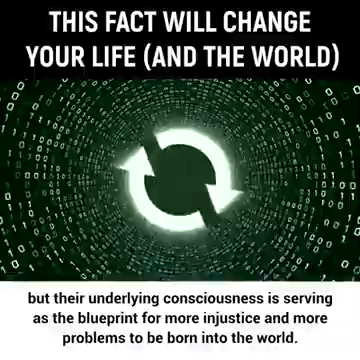 THIS FACT WILL CHANGE
YOUR LIFE (AND THE WORLD)
but their underlying consciousness is serving
as the blueprint for more injustice and more
problems to be born into the world.